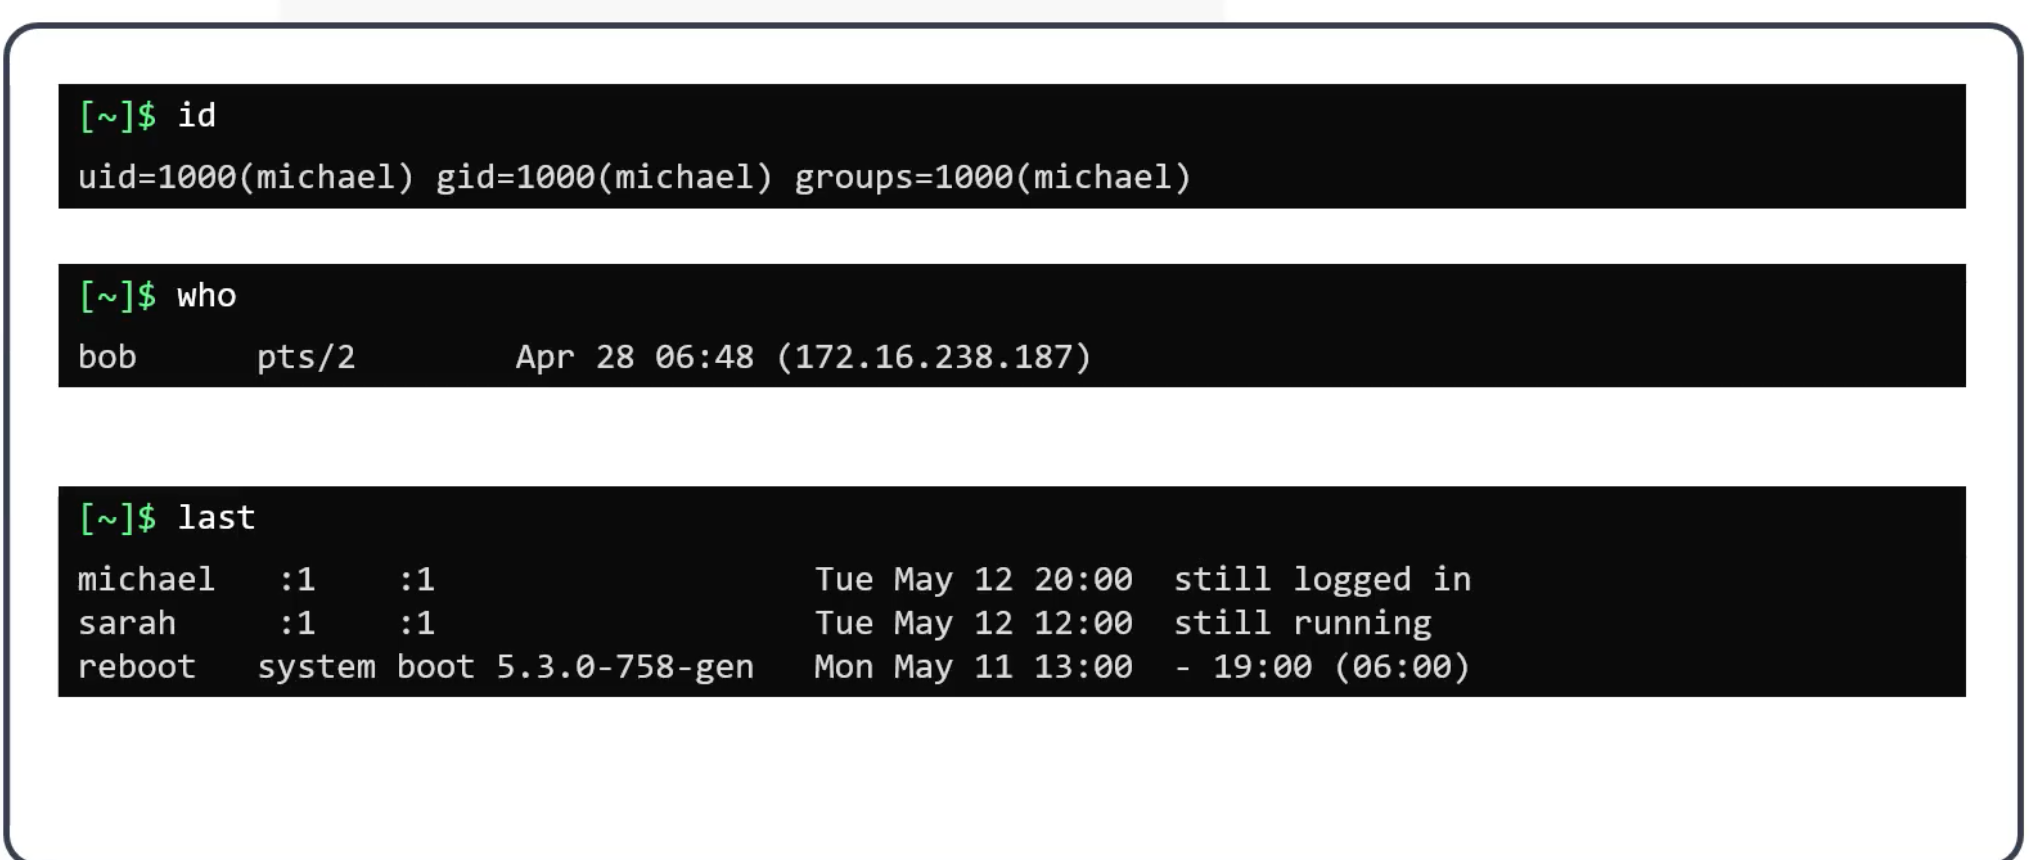 [~]$ id
uid=1000(michael) gid=1000(michael) groups=1000(michael)
[~]$ who
bob      pts/2        Apr 28 06:48 (172.16.238.187)
[~]$ last
michael   :1    :1                   Tue May 12 20:00  still logged in
sarah     :1    :1                   Tue May 12 12:00  still running
reboot   system boot 5.3.0-758-gen   Mon May 11 13:00  - 19:00 (06:00)